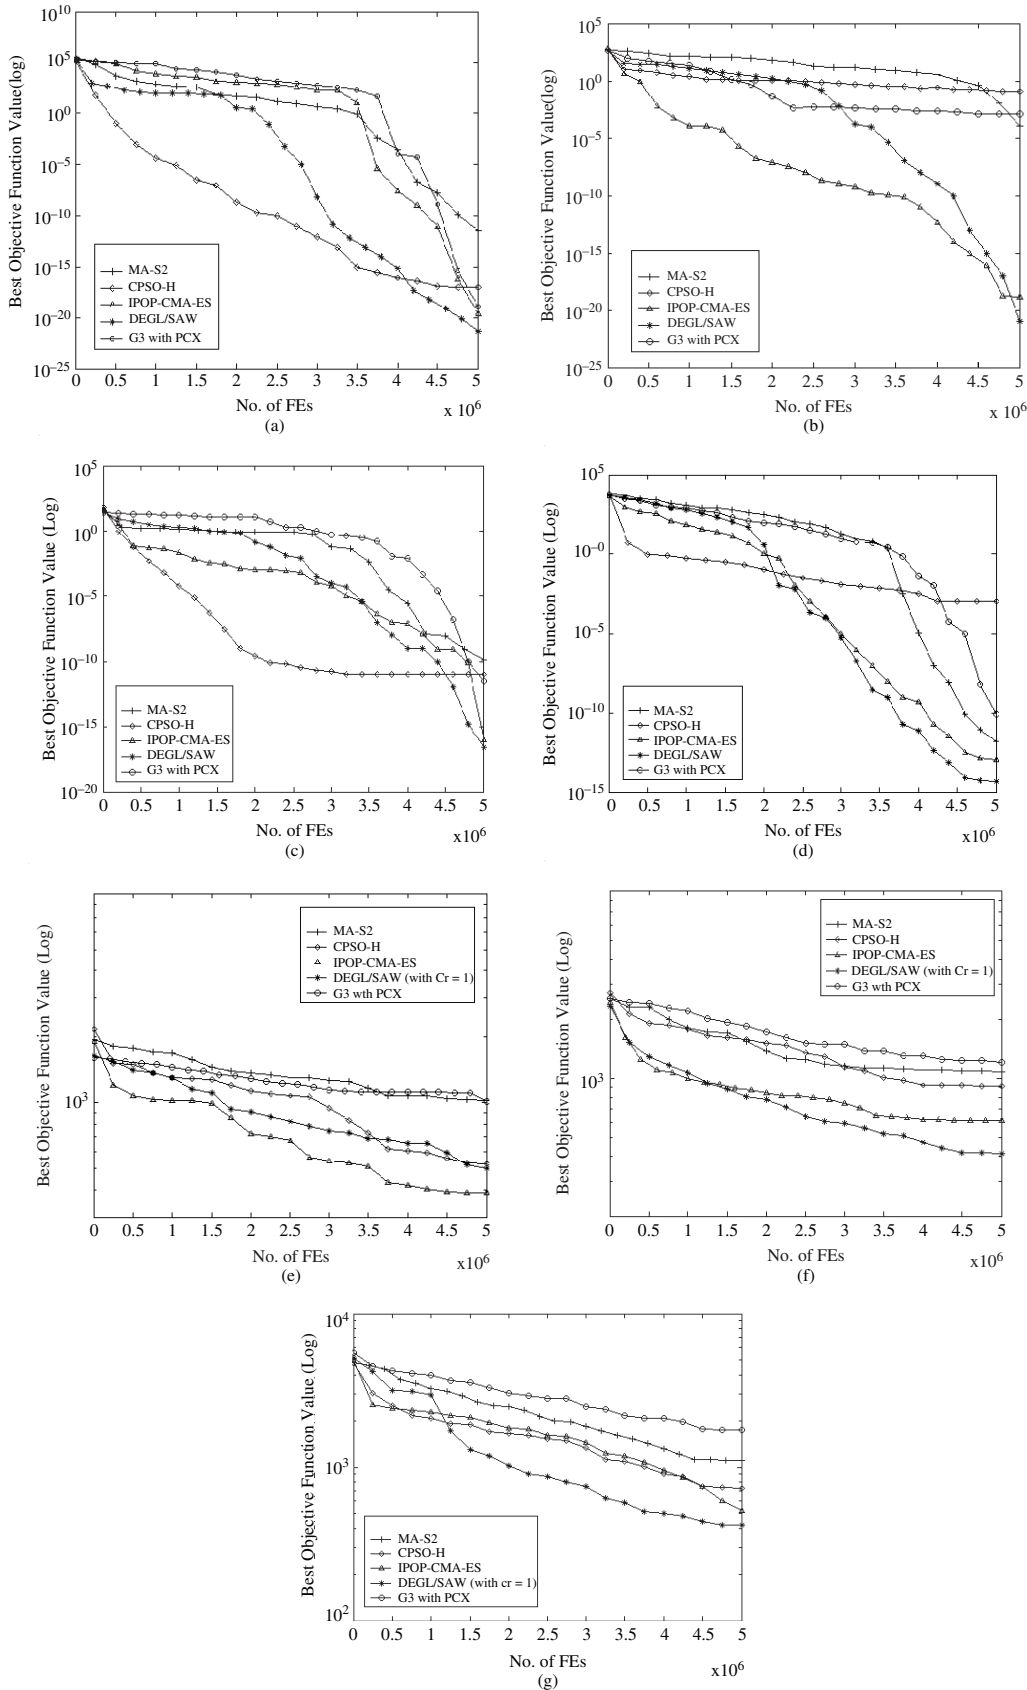 Best Objective Function Value (log)
10^10
10^5
10^0
10^-5
10^-10
10^-15
10^-20
10^-25
MA-S2
CPSO-H
IPOP-CMA-ES
DEGL/SAW
G3 with PCX
0 0.5 1 1.5 2 2.5 3 3.5 4 4.5 5
No. of FEs
x 10^6
(a)
Best Objective Function Value(log)
10^5
10^0
10^-5
10^-10
10^-15
10^-20
10^-25
MA-S2
CPSO-H
IPOP-CMA-ES
DEGL/SAW
G3 with PCX
0 0.5 1 1.5 2 2.5 3 3.5 4 4.5 5
No. of FEs
x 10^6
(b)
Best Objective Function Value (Log)
10^5
10^0
10^-5
10^-10
10^-15
10^-20
MA-S2
CPSO-H
IPOP-CMA-ES
DEGL/SAW
G3 with PCX
0 0.5 1 1.5 2 2.5 3 3.5 4 4.5 5
No. of FEs
x10^6
(c)
Best Objective Function Value (Log)
10^5
10^-0
10^-5
10^-10
10^-15
MA-S2
CPSO-H
IPOP-CMA-ES
DEGL/SAW
G3 with PCX
0 0.5 1 1.5 2 2.5 3 3.5 4 4.5 5
No. of FEs
x10^6
(d)
Best Objective Function Value (Log)
10^3
MA-S2
CPSO-H
IPOP-CMA-ES
DEGL/SAW (with Cr = 1)
G3 wth PCX
0 0.5 1 1.5 2 2.5 3 3.5 4 4.5 5
No. of FEs
x10^6
(e)
Best Objective Function Value (Log)
10^3
MA-S2
CPSO-H
IPOP-CMA-ES
DEGL/SAW (with Cr = 1)
G3 with PCX
0 0.5 1 1.5 2 2.5 3 3.5 4 4.5 5
No. of FEs
x10^6
(f)
Best Objective Function Value (Log)
10^4
10^3
10^2
MA-S2
CPSO-H
IPOP-CMA-ES
DEGL/SAW (with cr = 1)
G3 with PCX
0 0.5 1 1.5 2 2.5 3 3.5 4 4.5 5
No. of FEs
x10^6
(g)